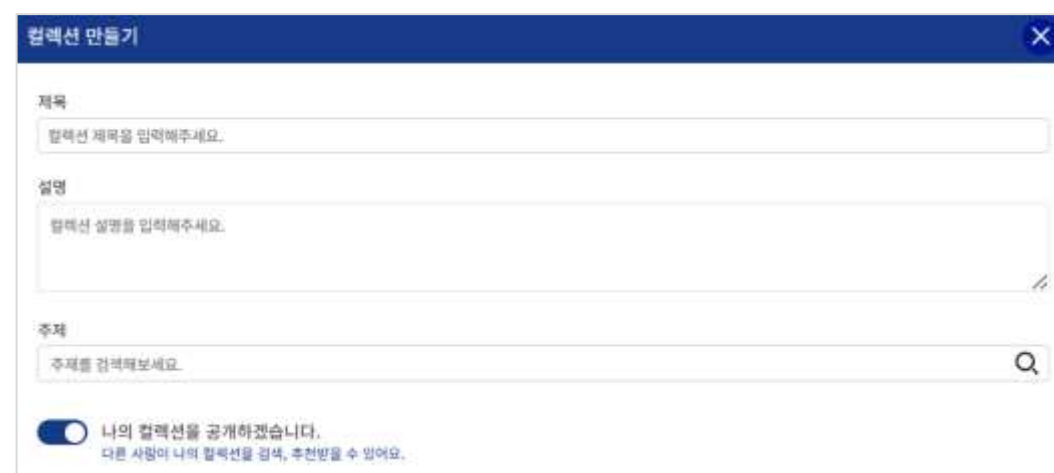 컬렉션 만들기
제목
컬렉션 제목을 입력해주세요.
설명
컬렉션 설명을 입력해주세요.
주제
주제를 검색해보세요.
나의 컬렉션을 공개하겠습니다.
다른 사람이 나의 컬렉션을 검색, 추천받을 수 있어요.